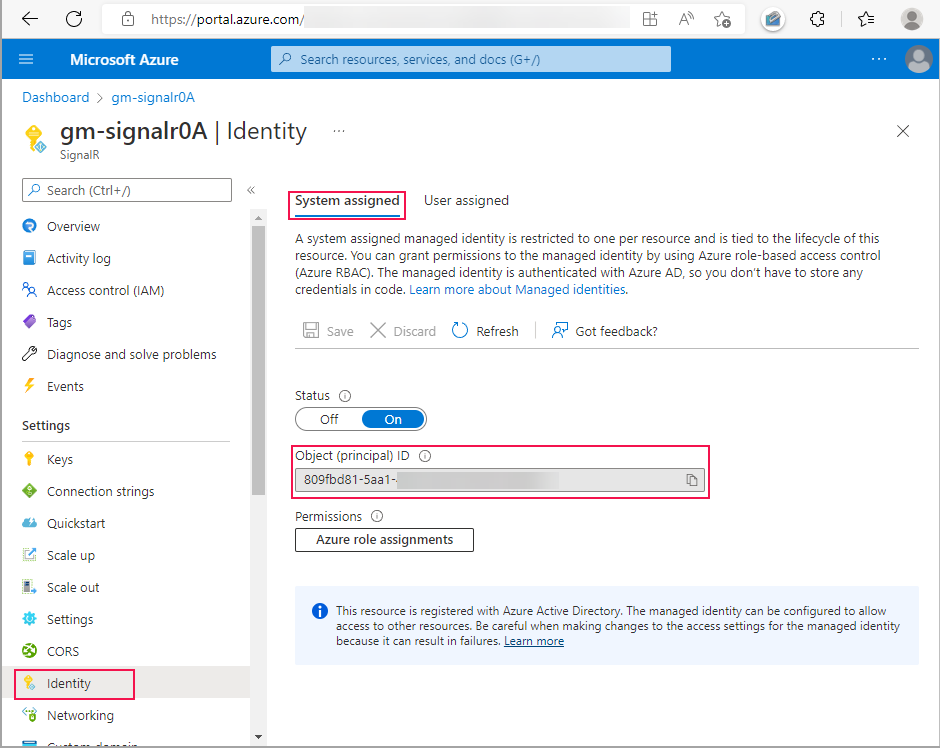 https://portal.azure.com/
Microsoft Azure
Search resources, services, and docs (G+/)
Dashboard > gm-signalr0A
gm-signalr0A | Identity ...
SignalR
Search (Ctrl+/)
«
Overview
Activity log
Access control (IAM)
Tags
Diagnose and solve problems
Events
Settings
Keys
Connection strings
Quickstart
Scale up
Scale out
Settings
CORS
Identity
Networking
Custom domain
System assigned User assigned
A system assigned managed identity is restricted to one per resource and is tied to the lifecycle of this
resource. You can grant permissions to the managed identity by using Azure role-based access control
(Azure RBAC). The managed identity is authenticated with Azure AD, so you don't have to store any
credentials in code. Learn more about Managed identities.
Save Discard Refresh Got feedback?
Status
Off On
Object (principal) ID
809fbd81-5aa1-
Permissions
Azure role assignments
This resource is registered with Azure Active Directory. The managed identity can be configured to allow
access to other resources. Be careful when making changes to the access settings for the managed identity
because it can result in failures. Learn more